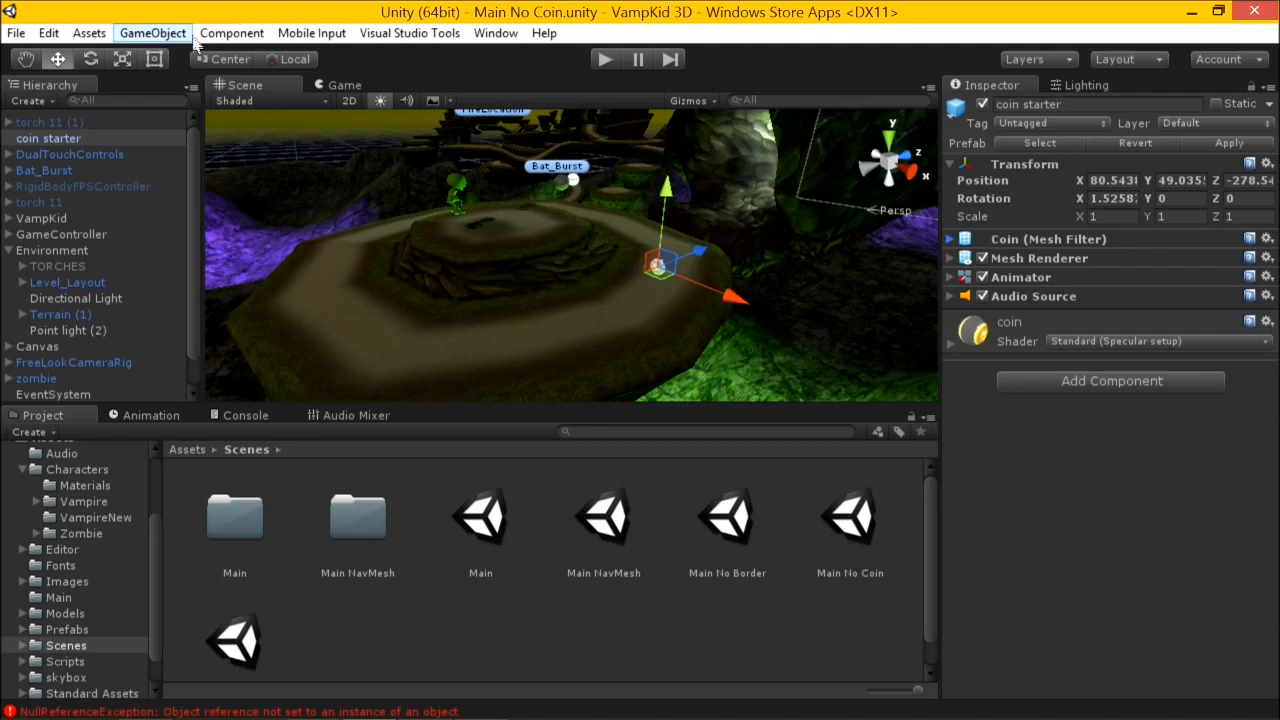 Unity (64bit) - Main No Coin.unity - VampKid 3D - Windows Store Apps <DX11>
File Edit Assets GameObject Component Mobile Input Visual Studio Tools Window Help
Center Local Layers Layout Account
Hierarchy
Create All
torch 11 (1)
coin starter
DualTouchControls
Bat_Burst
RigidBodyFPSController
torch 11
VampKid
GameController
Environment
TORCHES
Level_Layout
Directional Light
Terrain (1)
Point light (2)
Canvas
FreeLookCameraRig
zombie
EventSystem
Scene Game
Shaded 2D Gizmos All
Bat_Burst
y
z
x
Persp
Inspector Lighting
coin starter Static
Tag Untagged Layer Default
Prefab Select Revert Apply
Transform
Position X 80.543 Y 49.035 Z -278.54
Rotation X 1.5258 Y 0 Z 0
Scale X 1 Y 1 Z 1
Coin (Mesh Filter)
Mesh Renderer
Animator
Audio Source
coin
Shader Standard (Specular setup)
Add Component
Project Animation Console Audio Mixer
Create
Audio
Characters
Materials
Vampire
VampireNew
Zombie
Editor
Fonts
Images
Main
Models
Prefabs
Scenes
Scripts
skybox
Standard Assets
Assets Scenes
Main Main NavMesh Main Main NavMesh Main No Border Main No Coin
NullReferenceException: Object reference not set to an instance of an object